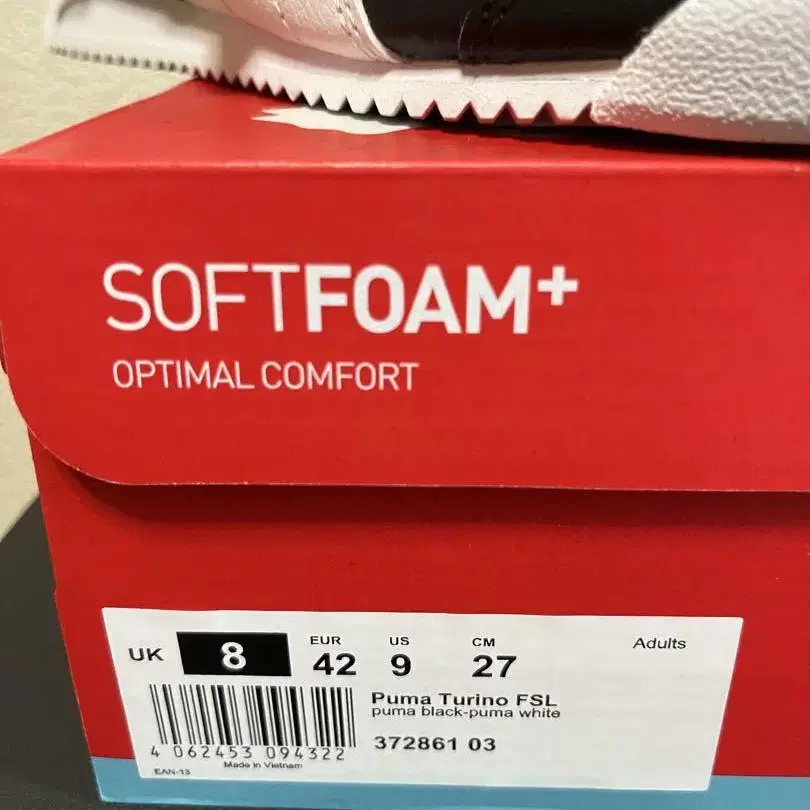 SOFTFOAM+
OPTIMAL COMFORT
UK 8 EUR 42 US 9 CM 27 Adults
Puma Turino FSL
puma black-puma white
372861 03
4 062453 094322
Made in Vietnam
EAN-13